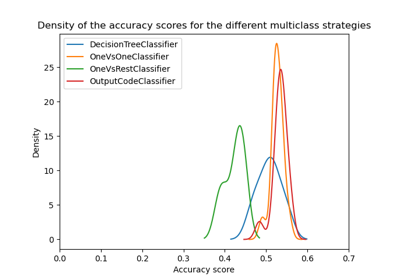 Density of the accuracy scores for the different multiclass strategies
DecisionTreeClassifier
OneVsOneClassifier
OneVsRestClassifier
OutputCodeClassifier
Density
25
20
15
10
5
0
0.0 0.1 0.2 0.3 0.4 0.5 0.6 0.7
Accuracy score